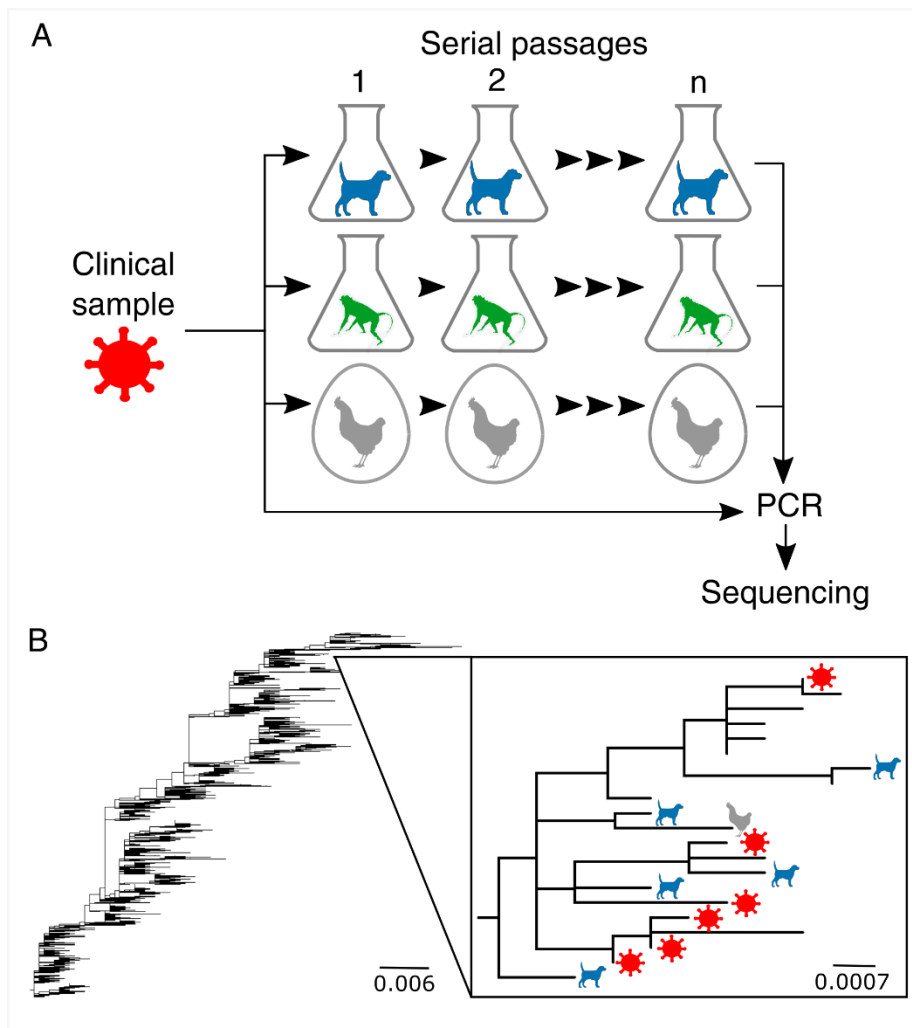 A
Serial passages
1 2 n
Clinical
sample
PCR
Sequencing
B
0.006
0.0007